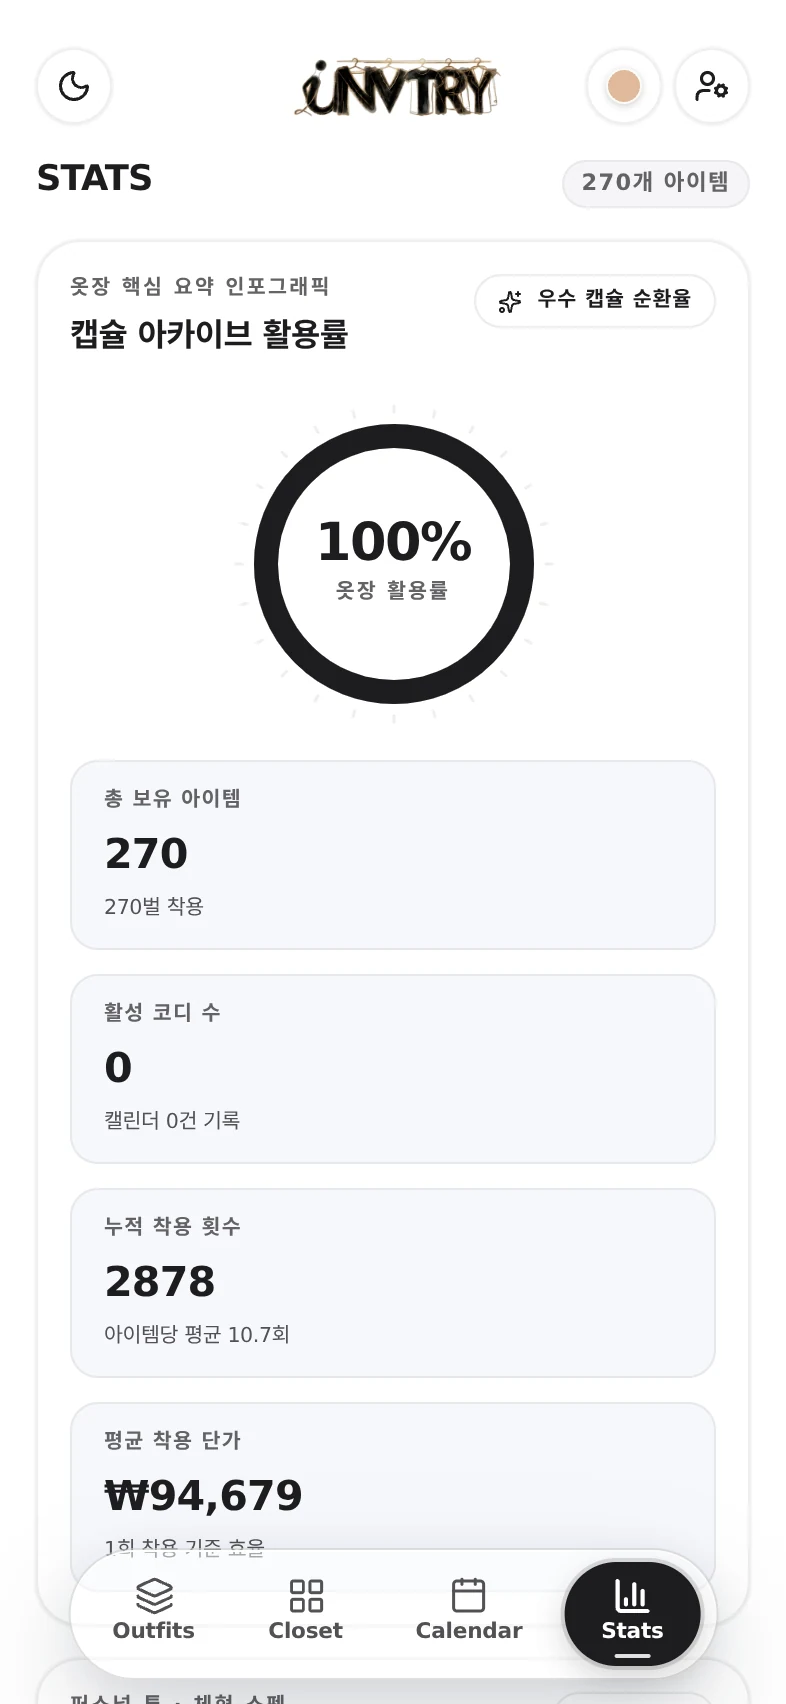 iNVTRY
STATS
270개 아이템
옷장 핵심 요약 인포그래픽
캡슐 아카이브 활용률
우수 캡슐 순환율
100%
옷장 활용률
총 보유 아이템
270
270벌 착용
활성 코디 수
0
캘린더 0건 기록
누적 착용 횟수
2878
아이템당 평균 10.7회
평균 착용 단가
₩94,679
1회 착용 기준 효율
Outfits
Closet
Calendar
Stats